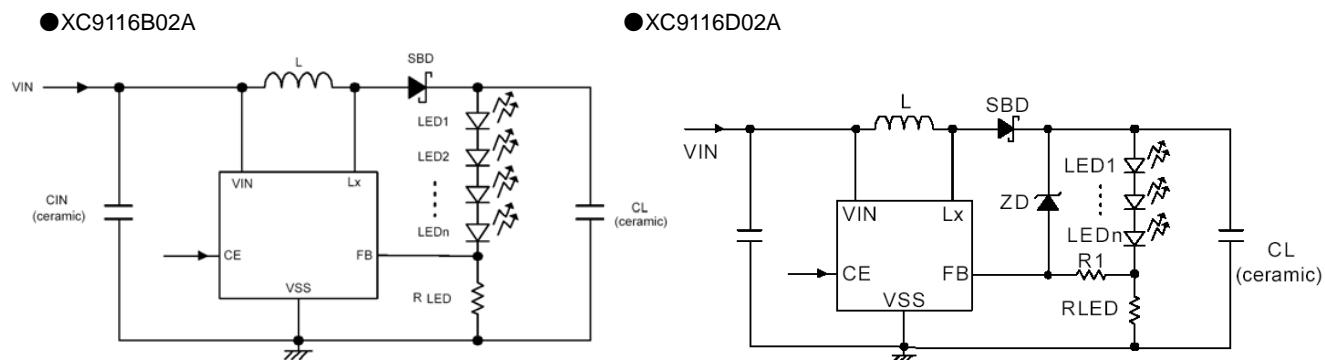 ●XC9116B02A
VIN
L
SBD
LED1
LED2
LEDn
CIN
(ceramic)
VIN
Lx
CE
FB
VSS
R LED
CL
(ceramic)
●XC9116D02A
VIN
L
SBD
ZD
LED1
LEDn
VIN
Lx
CE
FB
VSS
R1
RLED
CL
(ceramic)